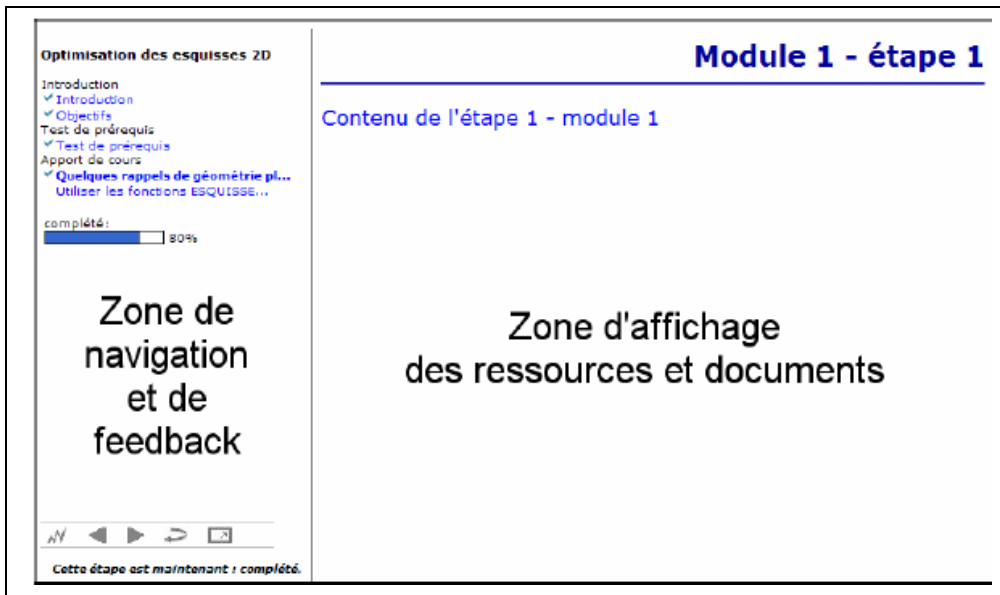 Optimisation des esquisses 2D
Introduction
Introduction
Objectifs
Test de prérequis
Test de prérequis
Apport de cours
Quelques rappels de géométrie pl...
Utiliser les fonctions ESQUISSE...
complété:
80%
Zone de
navigation
et de
feedback
Cette étape est maintenant : complété.
Module 1 - étape 1
Contenu de l'étape 1 - module 1
Zone d'affichage
des ressources et documents